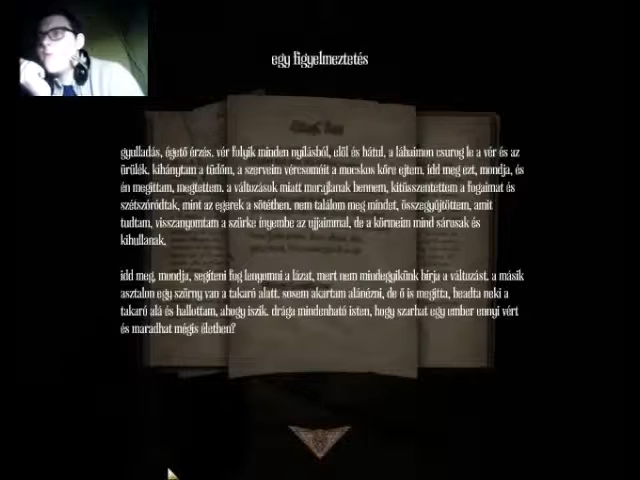 egy figyelmeztetés
gyulladás, égető érzés. vér folyik minden nyílásból, elöl és hátul, a lábaimon csurog le a vér és az
ürülék. kihánytam a tüdőm, a szerveim vércsomóit a mocskos kőre ejtem. idd meg ezt, mondja, és
én megittam, megtettem. a változások miatt morajlanak bennem, kitisszentettem a fogaimat és
szétszóródtak, mint az egerek a sötétben. nem találom meg mindet, összegyűjtöttem, amit
tudtam, visszanyomtam a szürke ínyembe az ujjaimmal, de a körmeim mind sárosak és
kihullanak.
idd meg, mondja, segíteni fog lenyomni a lázat, mert nem mindegyikünk bírja a változást. a másik
asztalon egy szörny van a takaró alatt. sosem akartam alánézni, de ő is megitta, beadta neki a
takaró alá és hallottam, ahogy iszik. drága mindenható isten, hogy szarhat egy ember ennyi vért
és maradhat mégis életben?